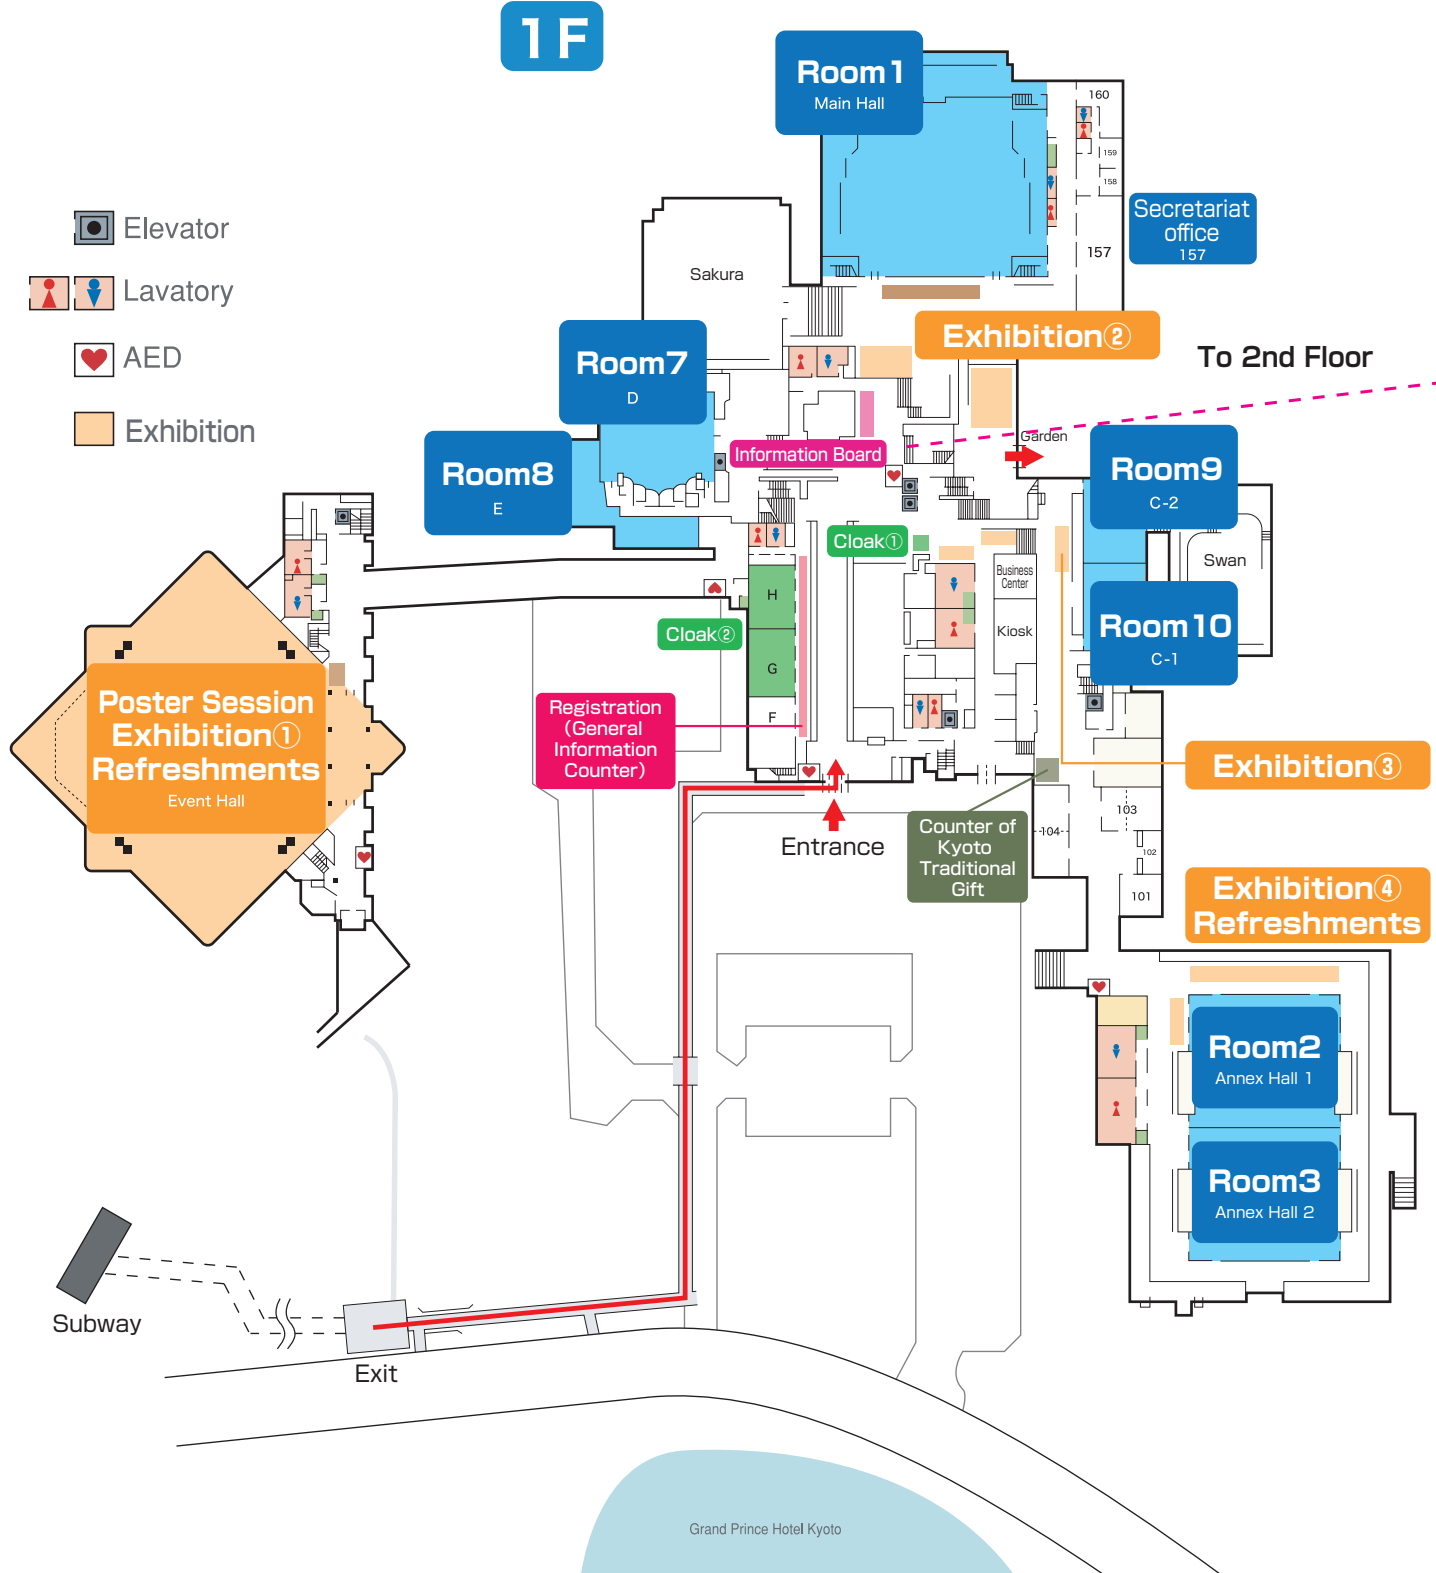 1F
Room1
Main Hall
160
159
158
157
Secretariat
office
157
Elevator
Lavatory
AED
Exhibition
Sakura
Exhibition②
To 2nd Floor
Room7
D
Garden
Information Board
Room8
E
Room9
C-2
Swan
Cloak①
Business
Center
Kiosk
H
G
F
Cloak②
Room10
C-1
Poster Session
Exhibition①
Refreshments
Event Hall
Registration
(General
Information
Counter)
Exhibition③
Entrance
Counter of
Kyoto
Traditional
Gift
104
103
102
101
Exhibition④
Refreshments
Room2
Annex Hall 1
Room3
Annex Hall 2
Subway
Exit
Grand Prince Hotel Kyoto